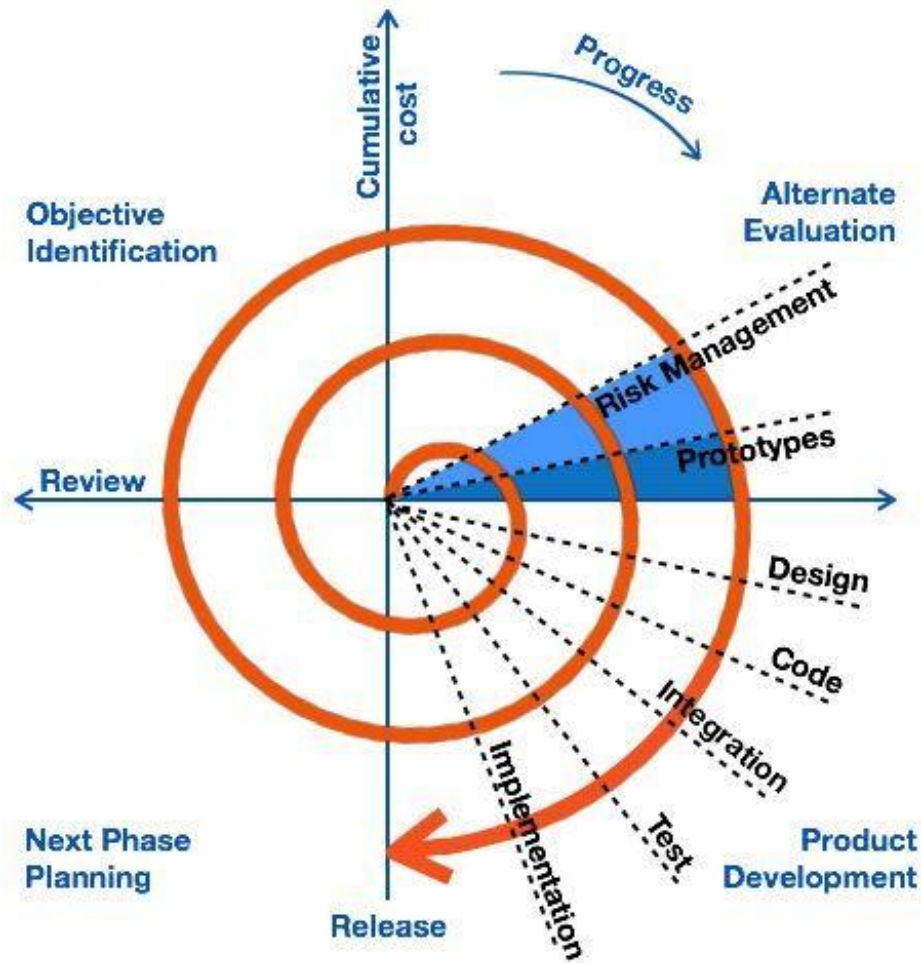 Cumulative
cost
Progress
Objective
Identification
Alternate
Evaluation
Risk Management
Prototypes
Review
Design
Code
Integration
Test
Implementation
Next Phase
Planning
Product
Development
Release